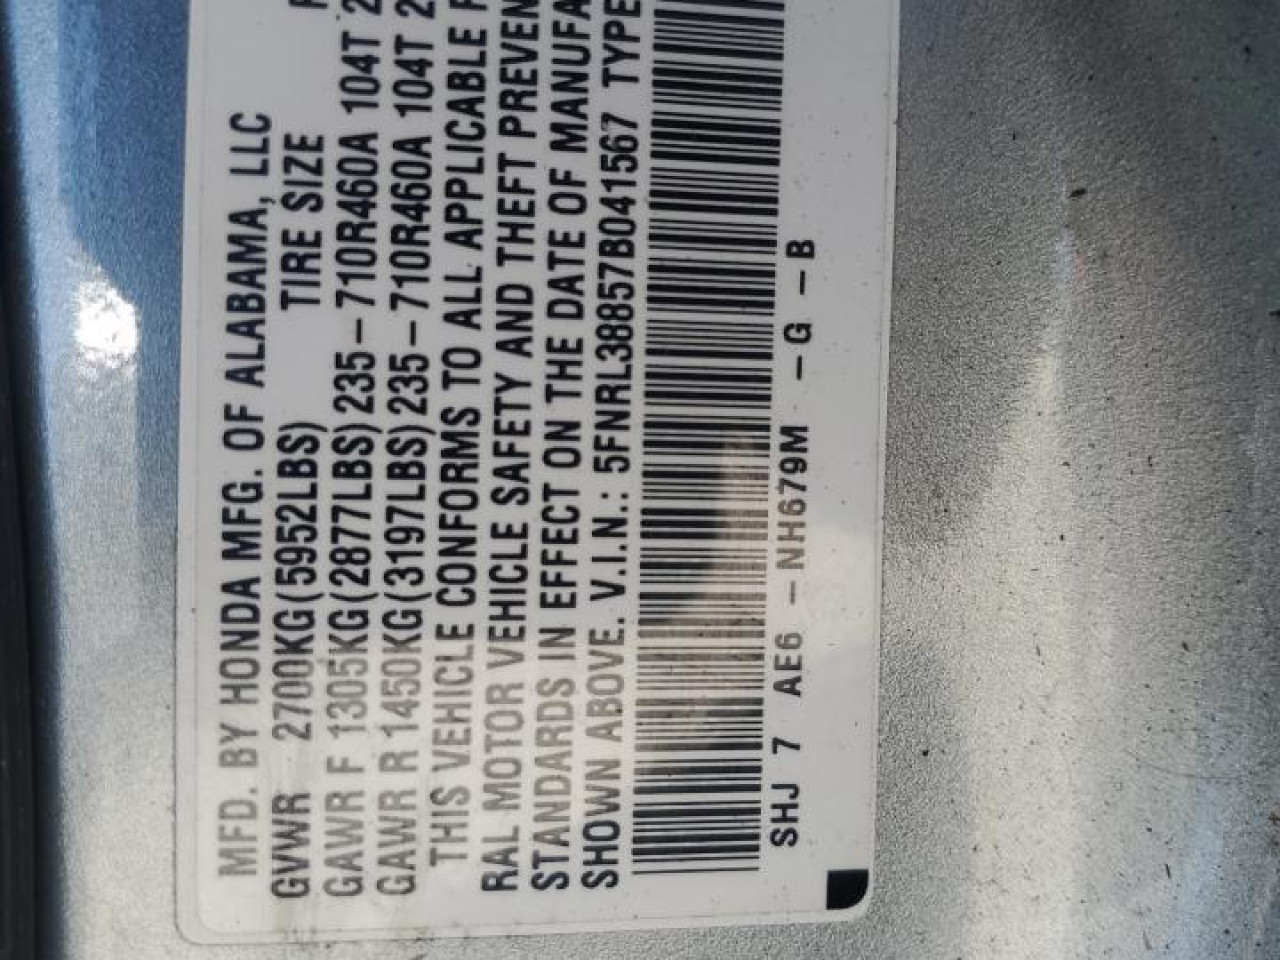 MFD. BY HONDA MFG. OF ALABAMA, LLC
GVWR 2700KG(5952LBS) TIRE SIZE
GAWR F 1305KG(2877LBS)235-710R460A 104T 2
GAWR R 1450KG(3197LBS)235-710R460A 104T 2
THIS VEHICLE CONFORMS TO ALL APPLICABLE F
RAL MOTOR VEHICLE SAFETY AND THEFT PREVEN
STANDARDS IN EFFECT ON THE DATE OF MANUFA
SHOWN ABOVE. V.I.N.: 5FNRL38857B041567 TYPE
SHJ 7 AE6 - NH679M - G - B